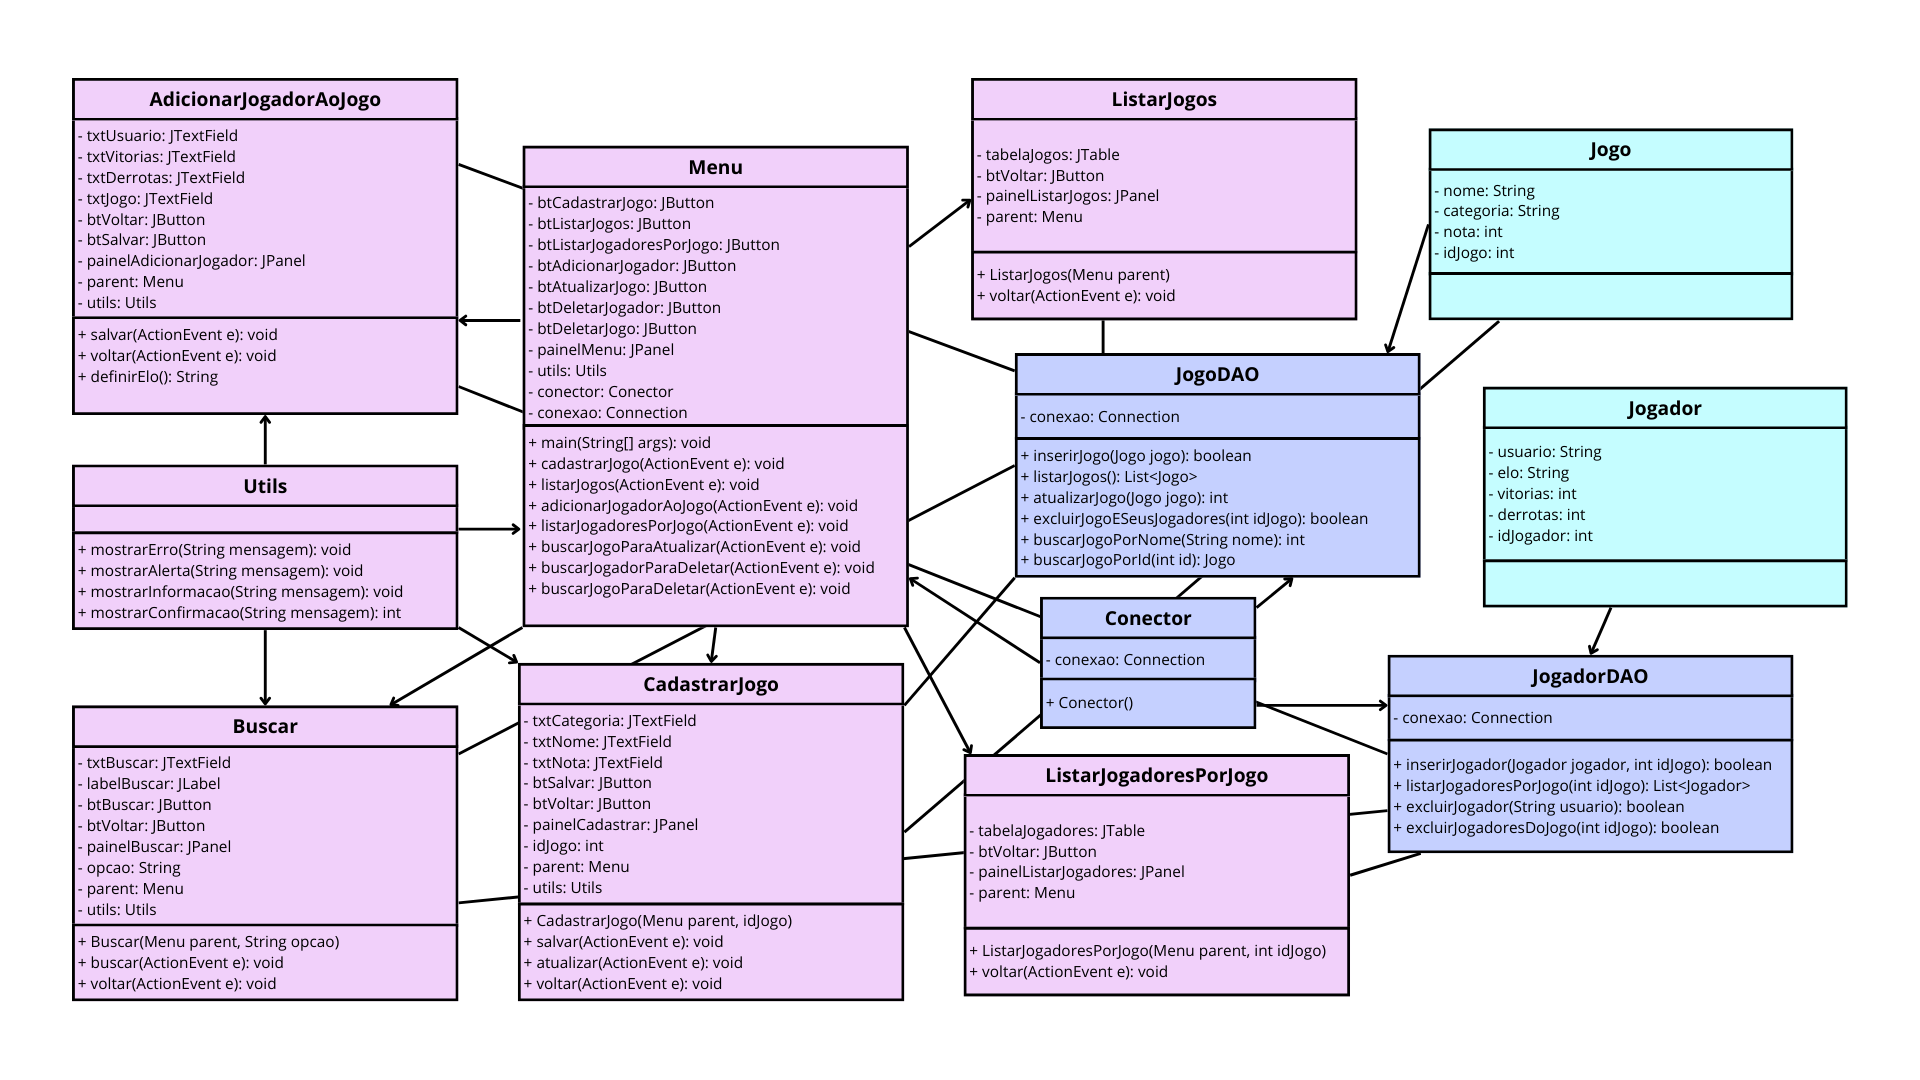 AdicionarJogadorAoJogo
- txtUsuario: JTextField
- txtVitorias: JTextField
- txtDerrotas: JTextField
- txtJogo: JTextField
- btVoltar: JButton
- btSalvar: JButton
- painelAdicionarJogador: JPanel
- parent: Menu
- utils: Utils
+ salvar(ActionEvent e): void
+ voltar(ActionEvent e): void
+ definirElo(): String
Menu
- btCadastrarJogo: JButton
- btListarJogos: JButton
- btListarJogadoresPorJogo: JButton
- btAdicionarJogador: JButton
- btAtualizarJogo: JButton
- btDeletarJogador: JButton
- btDeletarJogo: JButton
- painelMenu: JPanel
- utils: Utils
- conector: Conector
- conexao: Connection
+ main(String[] args): void
+ cadastrarJogo(ActionEvent e): void
+ listarJogos(ActionEvent e): void
+ adicionarJogadorAoJogo(ActionEvent e): void
+ listarJogadoresPorJogo(ActionEvent e): void
+ buscarJogoParaAtualizar(ActionEvent e): void
+ buscarJogadorParaDeletar(ActionEvent e): void
+ buscarJogoParaDeletar(ActionEvent e): void
ListarJogos
- tabelaJogos: JTable
- btVoltar: JButton
- painelListarJogos: JPanel
- parent: Menu
+ ListarJogos(Menu parent)
+ voltar(ActionEvent e): void
Jogo
- nome: String
- categoria: String
- nota: int
- idJogo: int
JogoDAO
- conexao: Connection
+ inserirJogo(Jogo jogo): boolean
+ listarJogos(): List<Jogo>
+ atualizarJogo(Jogo jogo): int
+ excluirJogoESeusJogadores(int idJogo): boolean
+ buscarJogoPorNome(String nome): int
+ buscarJogoPorId(int id): Jogo
Jogador
- usuario: String
- elo: String
- vitorias: int
- derrotas: int
- idJogador: int
Utils
+ mostrarErro(String mensagem): void
+ mostrarAlerta(String mensagem): void
+ mostrarInformacao(String mensagem): void
+ mostrarConfirmacao(String mensagem): int
Conector
- conexao: Connection
+ Conector()
JogadorDAO
- conexao: Connection
+ inserirJogador(Jogador jogador, int idJogo): boolean
+ listarJogadoresPorJogo(int idJogo): List<Jogador>
+ excluirJogador(String usuario): boolean
+ excluirJogadoresDoJogo(int idJogo): boolean
Buscar
- txtBuscar: JTextField
- labelBuscar: JLabel
- btBuscar: JButton
- btVoltar: JButton
- painelBuscar: JPanel
- opcao: String
- parent: Menu
- utils: Utils
+ Buscar(Menu parent, String opcao)
+ buscar(ActionEvent e): void
+ voltar(ActionEvent e): void
CadastrarJogo
- txtCategoria: JTextField
- txtNome: JTextField
- txtNota: JTextField
- btSalvar: JButton
- btVoltar: JButton
- painelCadastrar: JPanel
- idJogo: int
- parent: Menu
- utils: Utils
+ CadastrarJogo(Menu parent, idJogo)
+ salvar(ActionEvent e): void
+ atualizar(ActionEvent e): void
+ voltar(ActionEvent e): void
ListarJogadoresPorJogo
- tabelaJogadores: JTable
- btVoltar: JButton
- painelListarJogadores: JPanel
- parent: Menu
+ ListarJogadoresPorJogo(Menu parent, int idJogo)
+ voltar(ActionEvent e): void